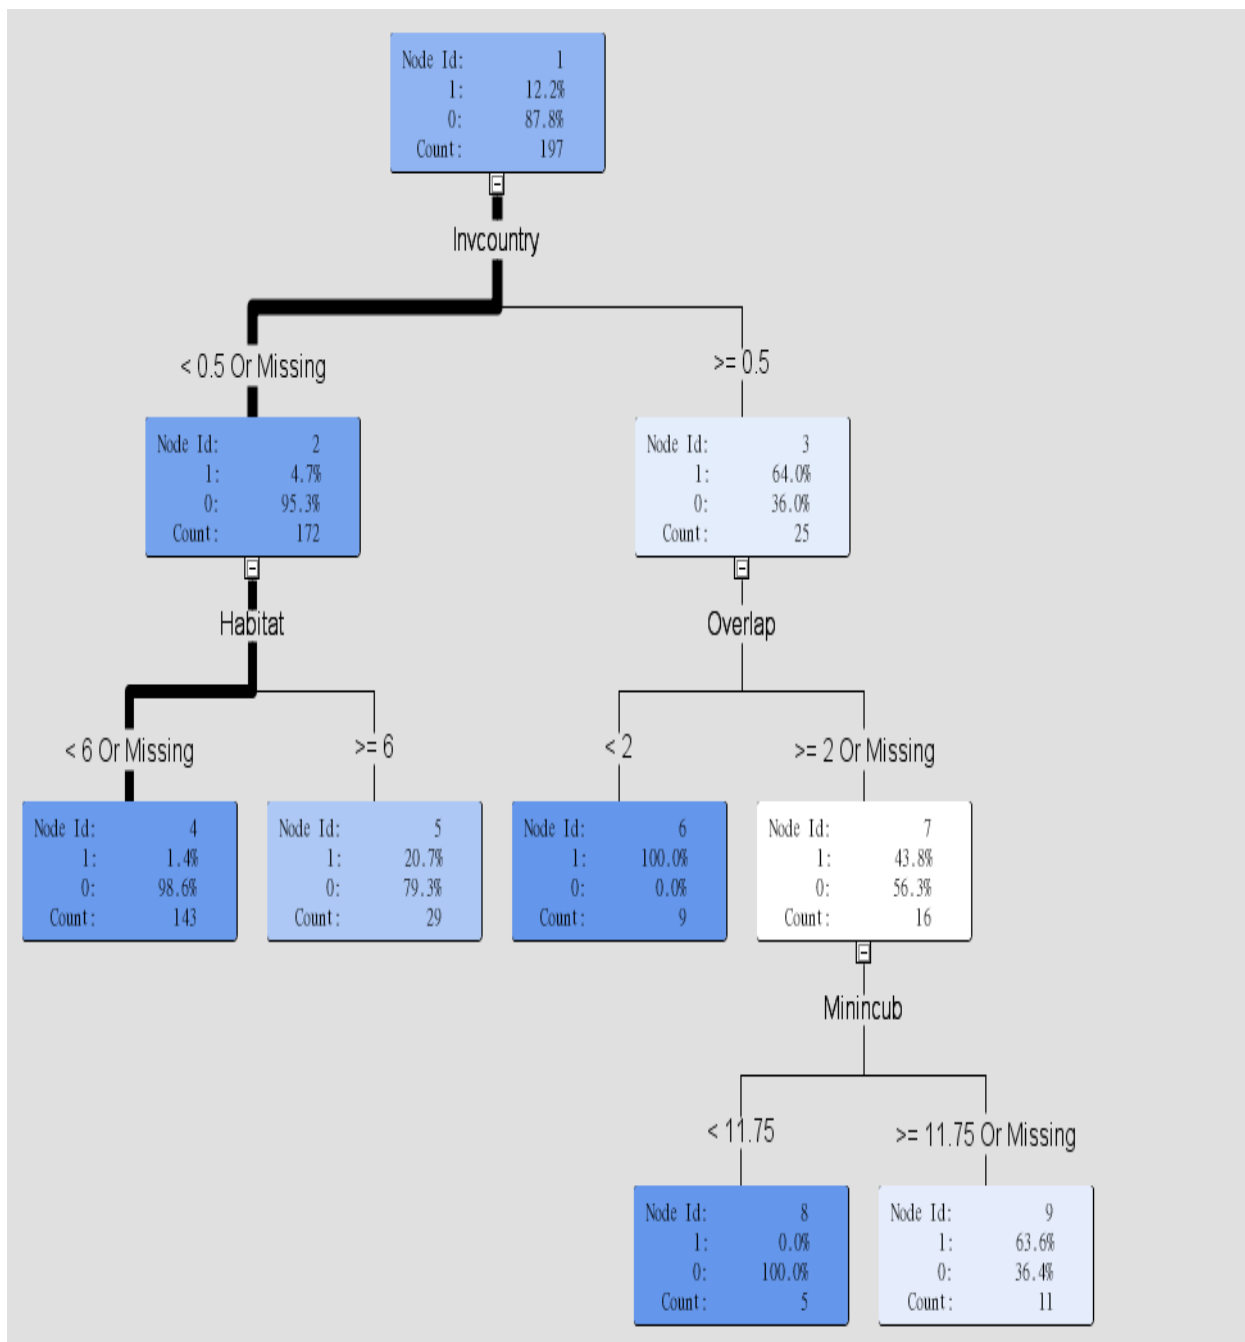 Node Id: 1
1: 12.2%
0: 87.8%
Count: 197
Invcountry
< 0.5 Or Missing
>= 0.5
Node Id: 2
1: 4.7%
0: 95.3%
Count: 172
Node Id: 3
1: 64.0%
0: 36.0%
Count: 25
Habitat
Overlap
< 6 Or Missing
>= 6
< 2
>= 2 Or Missing
Node Id: 4
1: 1.4%
0: 98.6%
Count: 143
Node Id: 5
1: 20.7%
0: 79.3%
Count: 29
Node Id: 6
1: 100.0%
0: 0.0%
Count: 9
Node Id: 7
1: 43.8%
0: 56.3%
Count: 16
Minincub
< 11.75
>= 11.75 Or Missing
Node Id: 8
1: 0.0%
0: 100.0%
Count: 5
Node Id: 9
1: 63.6%
0: 36.4%
Count: 11